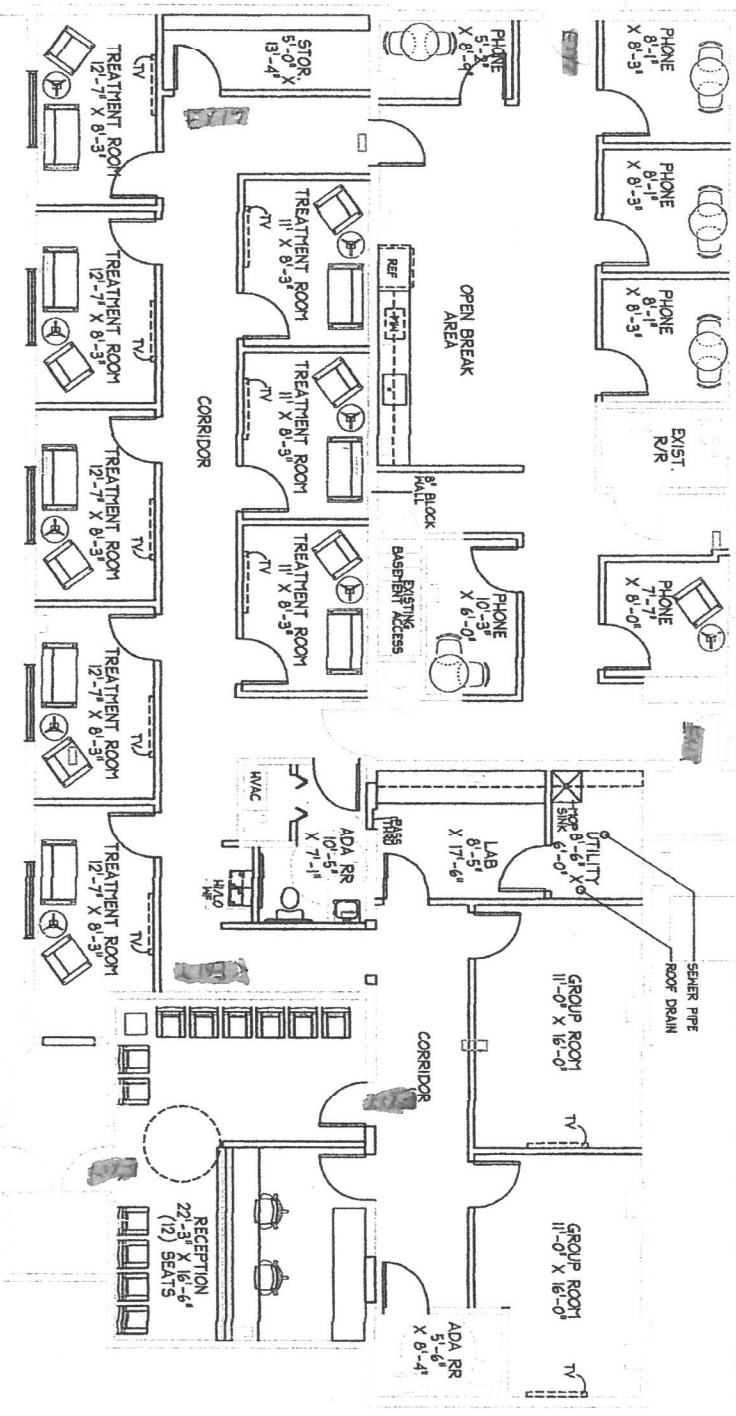 PHONE
8'-1"
X 8'-3"
PHONE
8'-1"
X 8'-3"
PHONE
8'-1"
X 8'-3"
EXIST.
R/R
PHONE
7'-7"
X 8'-0"
SEWER PIPE
ROOF DRAIN
UTILITY
8'-6" X
6'-0"
MOP
SINK
GROUP ROOM
11'-0" X 16'-0"
TV
GROUP ROOM
11'-0" X 16'-0"
TV
PHONE
5'-2"
X 8'-9"
OPEN BREAK
AREA
REF
MW
8" BLOCK
WALL
PHONE
10'-3"
X 6'-0"
EXISTING
BASEMENT ACCESS
LAB
8'-5"
X 17'-6"
PASS
THRU
CORRIDOR
ADA RR
5'-6"
X 8'-4"
STOR.
5'-0" X
13'-4"
TREATMENT ROOM
11' X 8'-3"
TV
TREATMENT ROOM
11' X 8'-3"
TV
TREATMENT ROOM
11' X 8'-3"
TV
ADA RR
10'-5"
X 7'-1"
HVAC
HI/LO
WF
CORRIDOR
RECEPTION
22'-3" X 16'-6"
(12) SEATS
TV
TREATMENT ROOM
12'-7" X 8'-3"
TV
TREATMENT ROOM
12'-7" X 8'-3"
TV
TREATMENT ROOM
12'-7" X 8'-3"
TV
TREATMENT ROOM
12'-7" X 8'-3"
TV
TREATMENT ROOM
12'-7" X 8'-3"